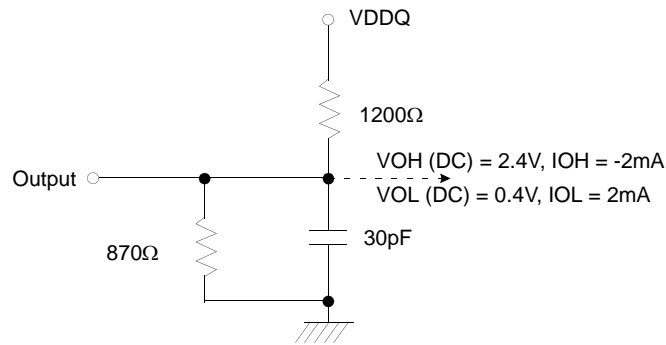 VDDQ
1200Ω
VOH (DC) = 2.4V, IOH = -2mA
Output
VOL (DC) = 0.4V, IOL = 2mA
870Ω
30pF